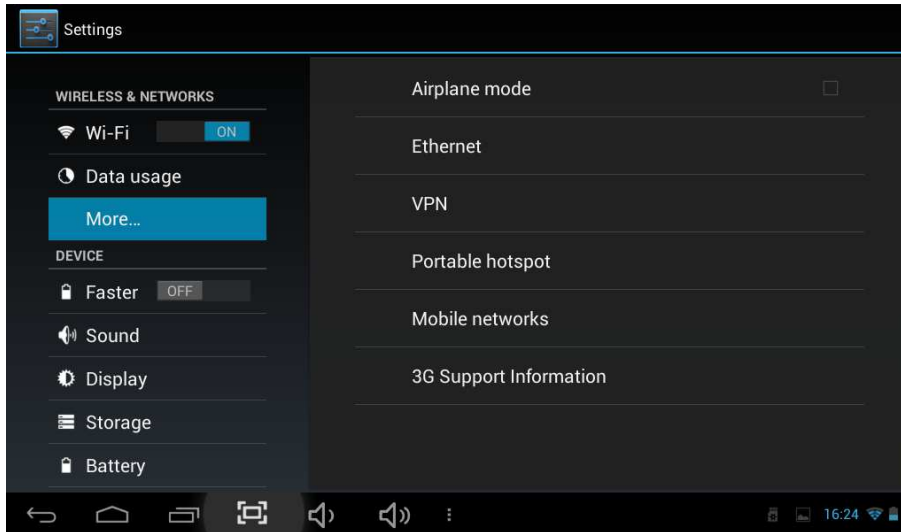 Settings
WIRELESS & NETWORKS
Wi-Fi ON
Data usage
More...
DEVICE
Faster OFF
Sound
Display
Storage
Battery
Airplane mode
Ethernet
VPN
Portable hotspot
Mobile networks
3G Support Information
16:24